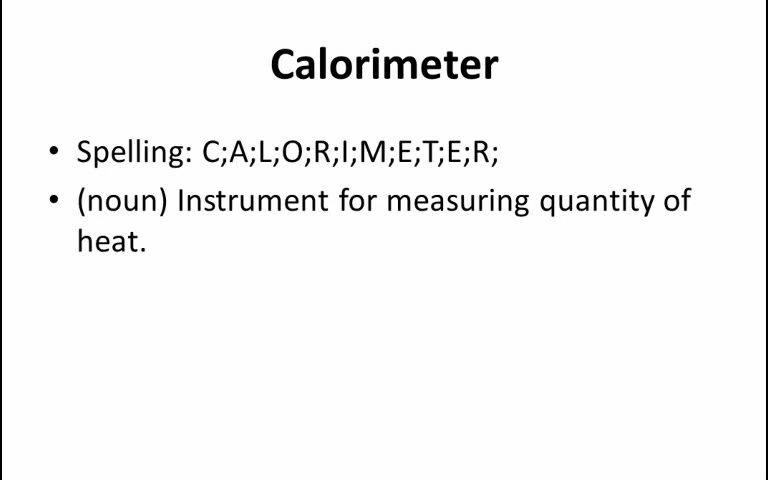 Calorimeter
• Spelling: C;A;L;O;R;I;M;E;T;E;R;
• (noun) Instrument for measuring quantity of
heat.